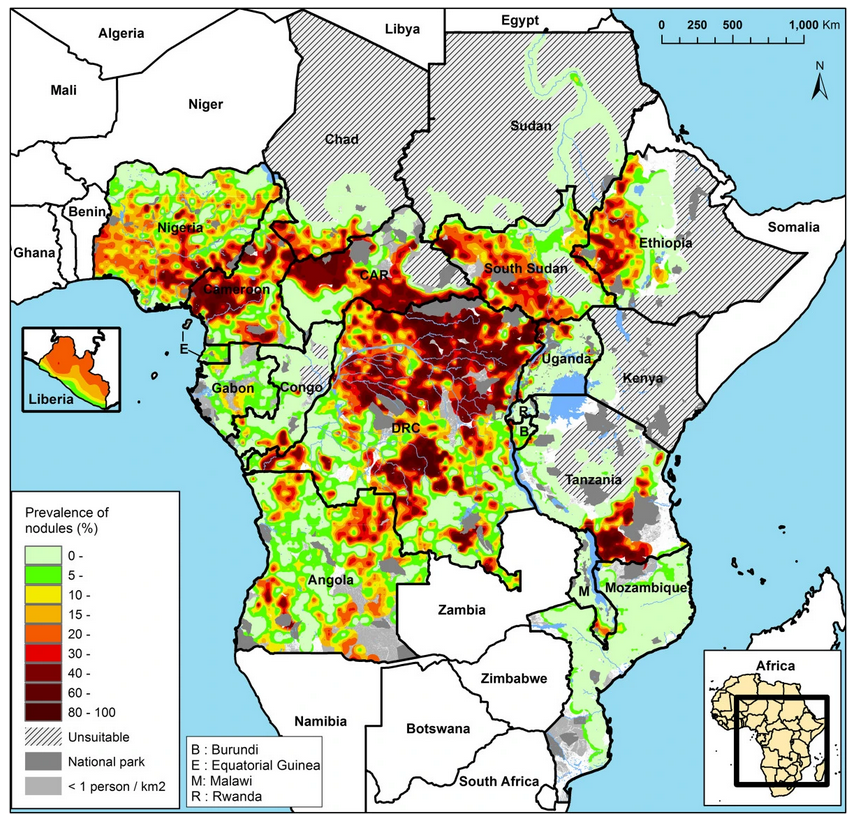 Egypt
Algeria
Libya
0 250 500 1,000 Km
N
Mali
Niger
Chad
Sudan
Benin
Nigeria
Ghana
Somalia
Ethiopia
CAR
South Sudan
Cameroon
E
Uganda
Kenya
Gabon
Congo
Liberia
R
B
DRC
Tanzania
Prevalence of
nodules (%)
0 -
5 -
10 -
15 -
20 -
30 -
40 -
60 -
80 - 100
Unsuitable
National park
< 1 person / km2
Angola
M
Mozambique
Zambia
Zimbabwe
Namibia
Botswana
South Africa
Africa
B : Burundi
E : Equatorial Guinea
M: Malawi
R : Rwanda